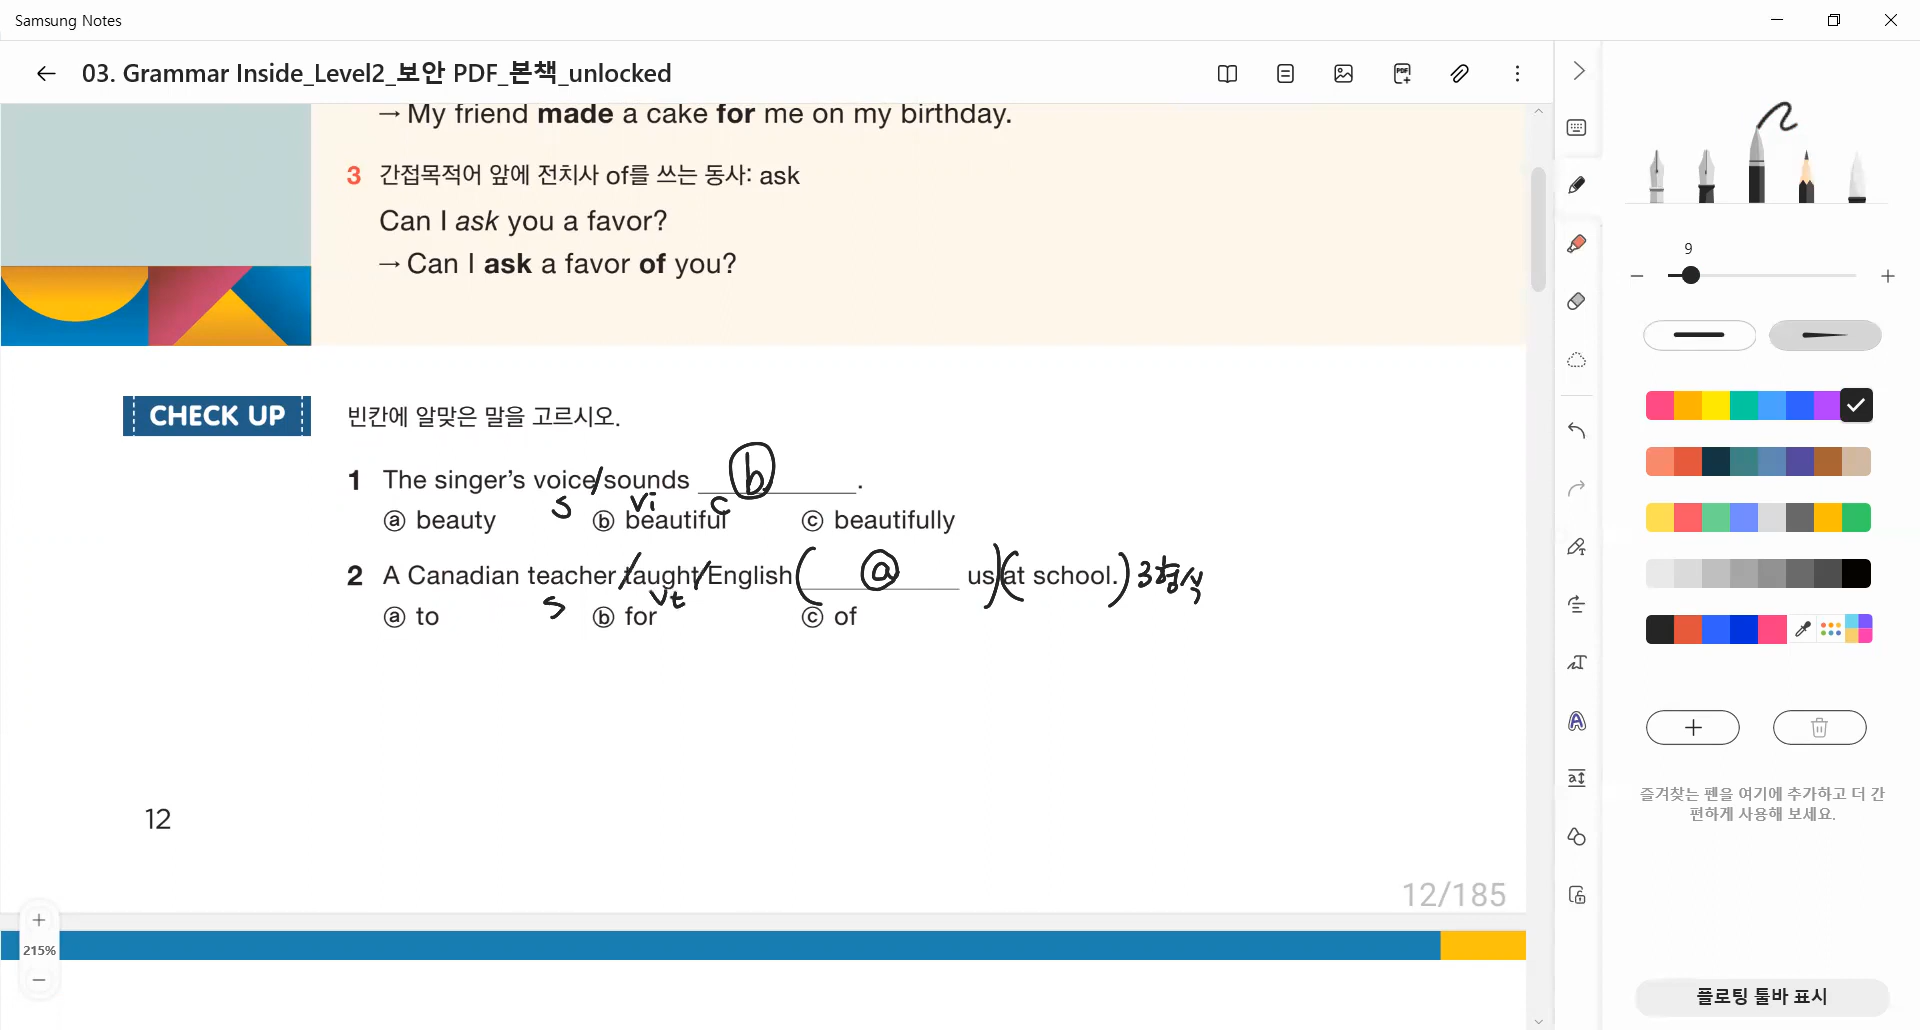 Samsung Notes
03. Grammar Inside_Level2_보안 PDF_본책_unlocked
→ My friend made a cake for me on my birthday.
3 간접목적어 앞에 전치사 of를 쓰는 동사: ask
Can I ask you a favor?
→ Can I ask a favor of you?
CHECK UP 빈칸에 알맞은 말을 고르시오.
1 The singer's voice/sounds ⓑ.
s vi c
ⓐ beauty ⓑ beautiful ⓒ beautifully
2 A Canadian teacher/taught/English(ⓐ us)(at school.) 3형식
s vt
ⓐ to ⓑ for ⓒ of
12
12/185
215%
PDF
9
즐겨찾는 펜을 여기에 추가하고 더 간
편하게 사용해 보세요.
플로팅 툴바 표시